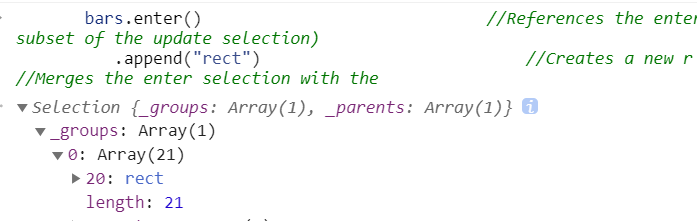 bars.enter() //References the enter
subset of the update selection)
.append("rect") //Creates a new r
//Merges the enter selection with the
Selection {_groups: Array(1), _parents: Array(1)} i
_groups: Array(1)
0: Array(21)
20: rect
length: 21